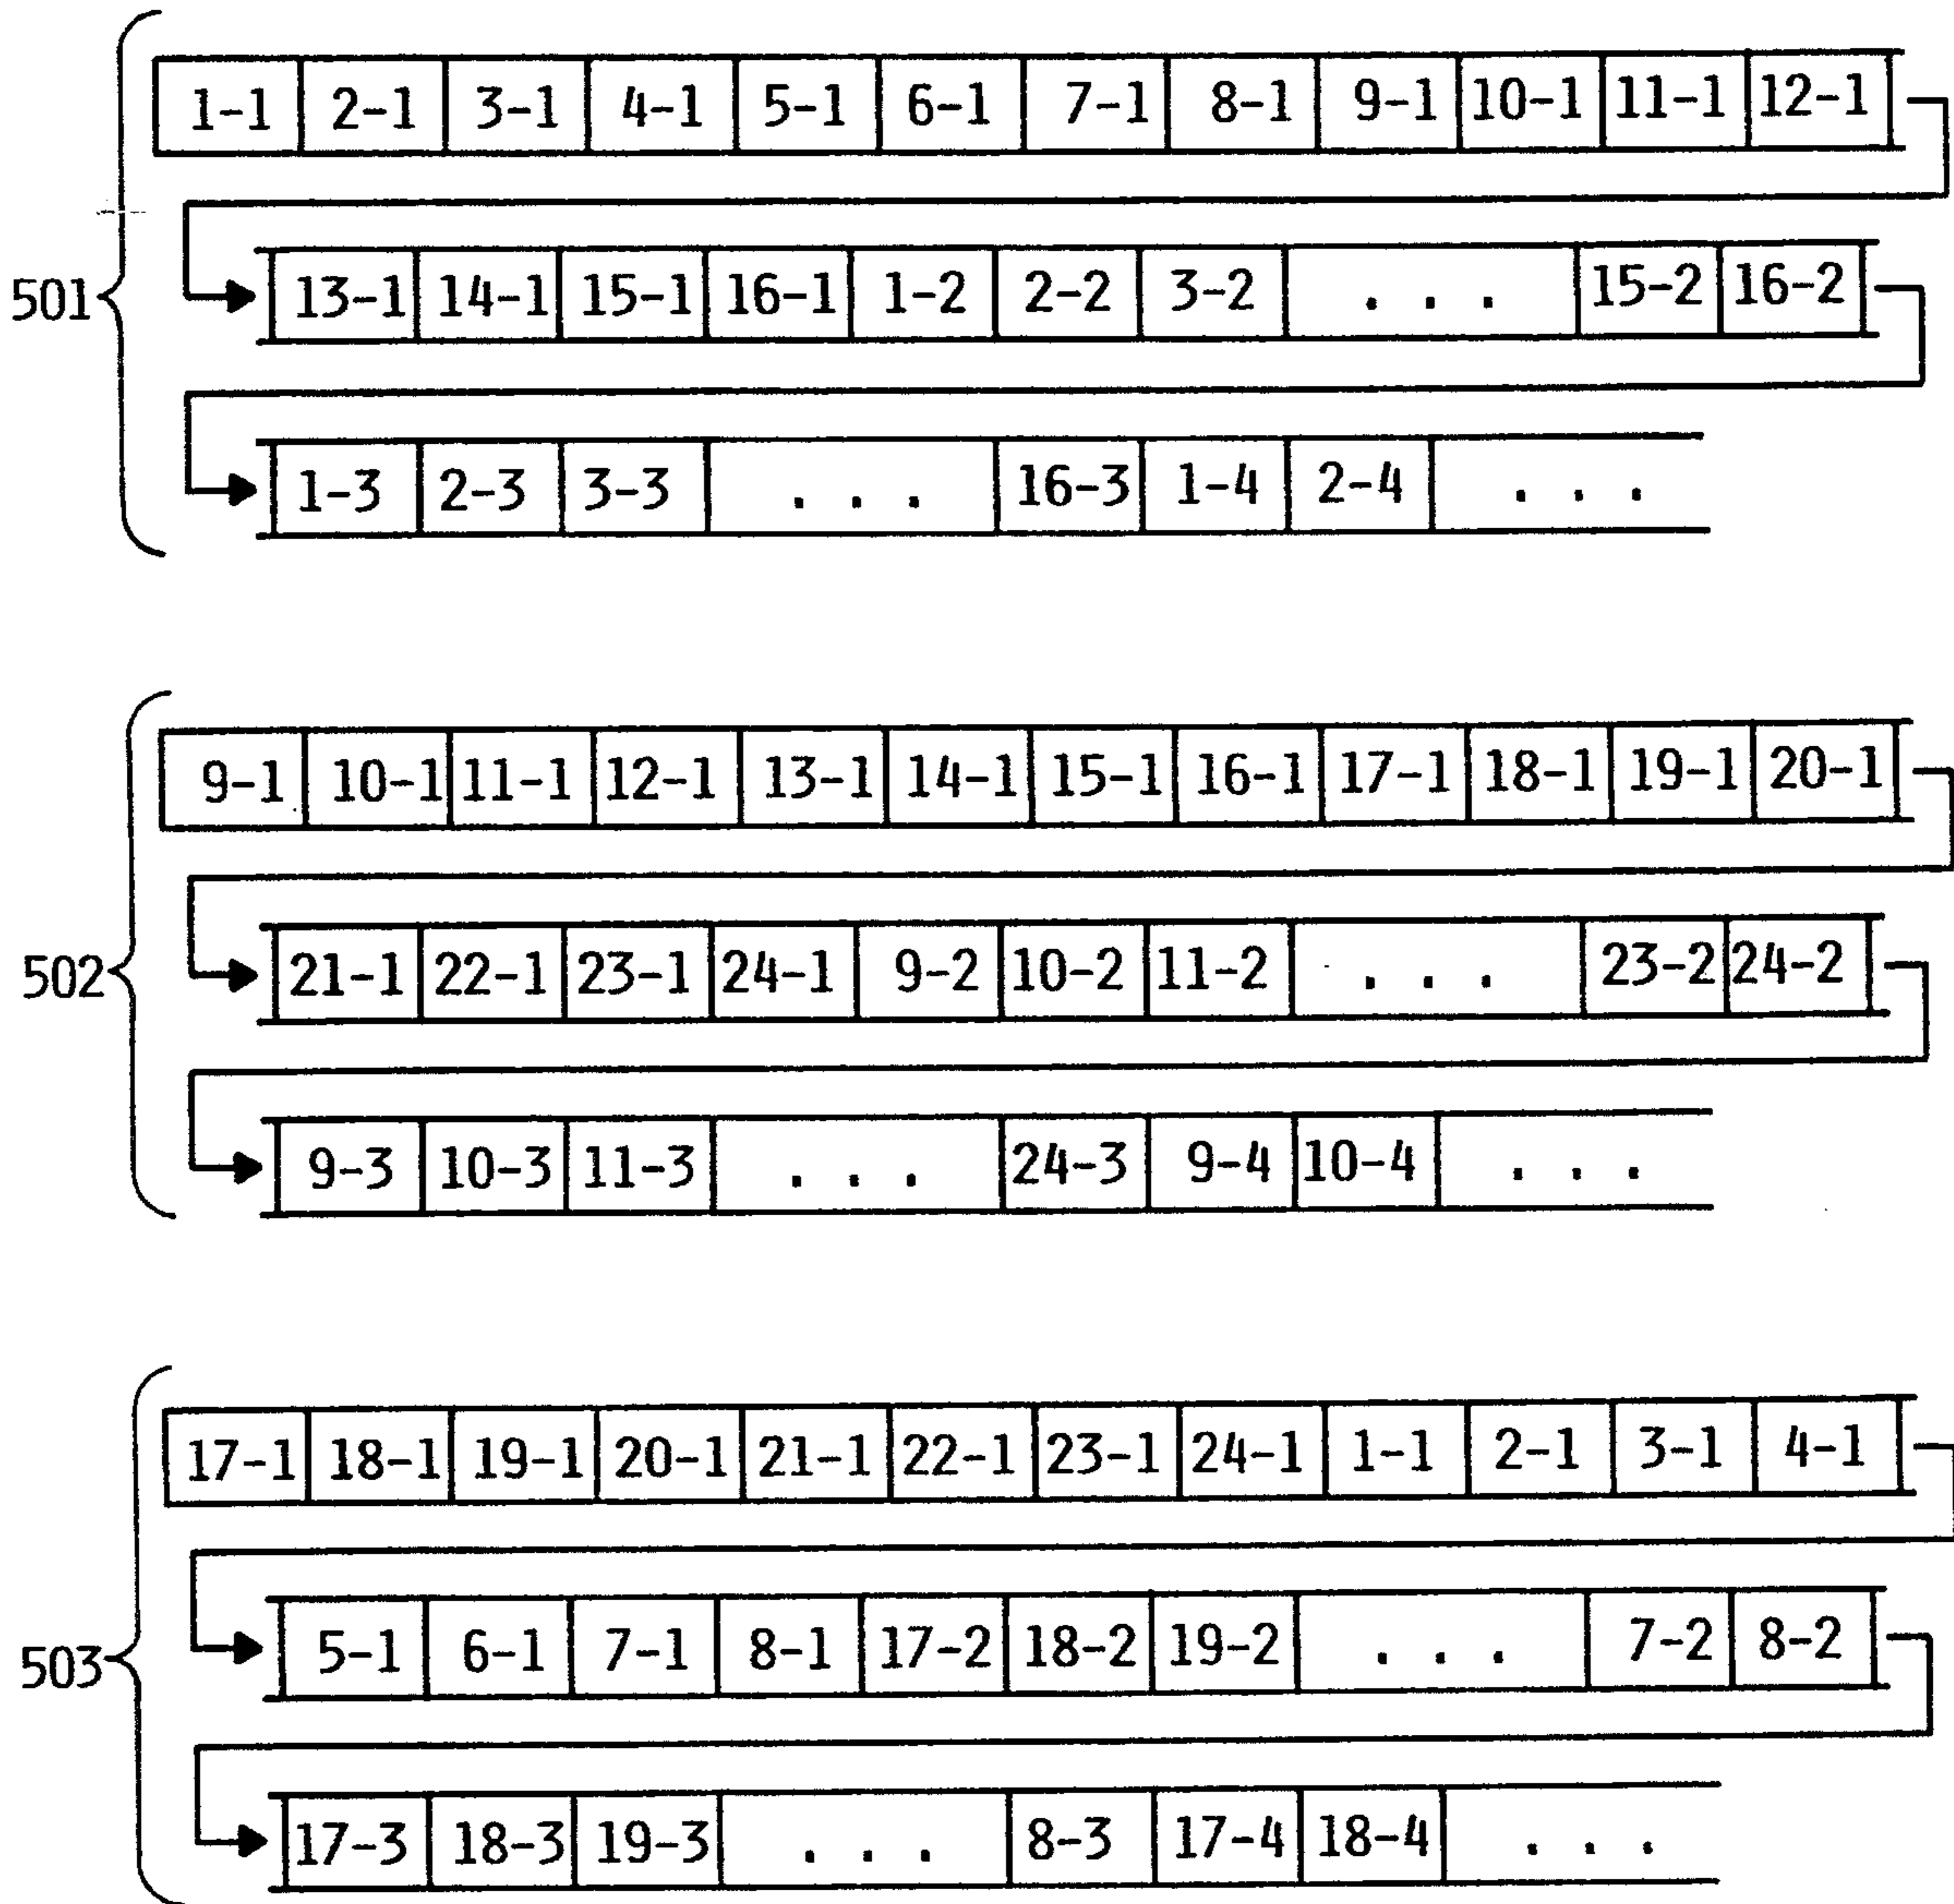 1-1 2-1 3-1 4-1 5-1 6-1 7-1 8-1 9-1 10-1 11-1 12-1
501 13-1 14-1 15-1 16-1 1-2 2-2 3-2 . . . 15-2 16-2
1-3 2-3 3-3 . . . 16-3 1-4 2-4 . . .
9-1 10-1 11-1 12-1 13-1 14-1 15-1 16-1 17-1 18-1 19-1 20-1
502 21-1 22-1 23-1 24-1 9-2 10-2 11-2 . . . 23-2 24-2
9-3 10-3 11-3 . . . 24-3 9-4 10-4 . . .
17-1 18-1 19-1 20-1 21-1 22-1 23-1 24-1 1-1 2-1 3-1 4-1
503 5-1 6-1 7-1 8-1 17-2 18-2 19-2 . . . 7-2 8-2
17-3 18-3 19-3 . . . 8-3 17-4 18-4 . . .